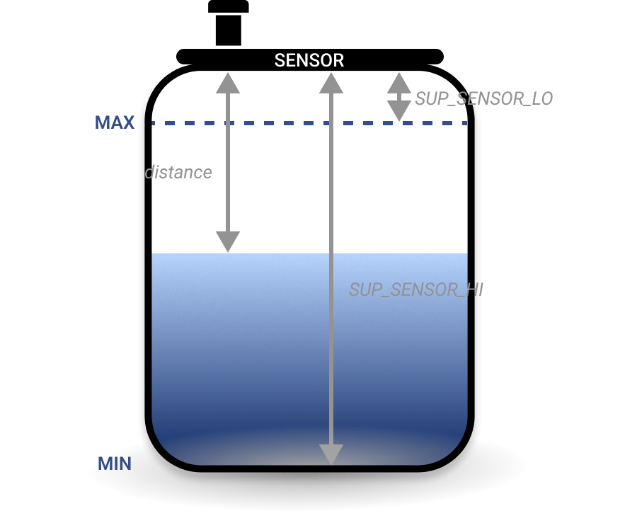 SENSOR
SUP_SENSOR_LO
MAX
distance
SUP_SENSOR_HI
MIN